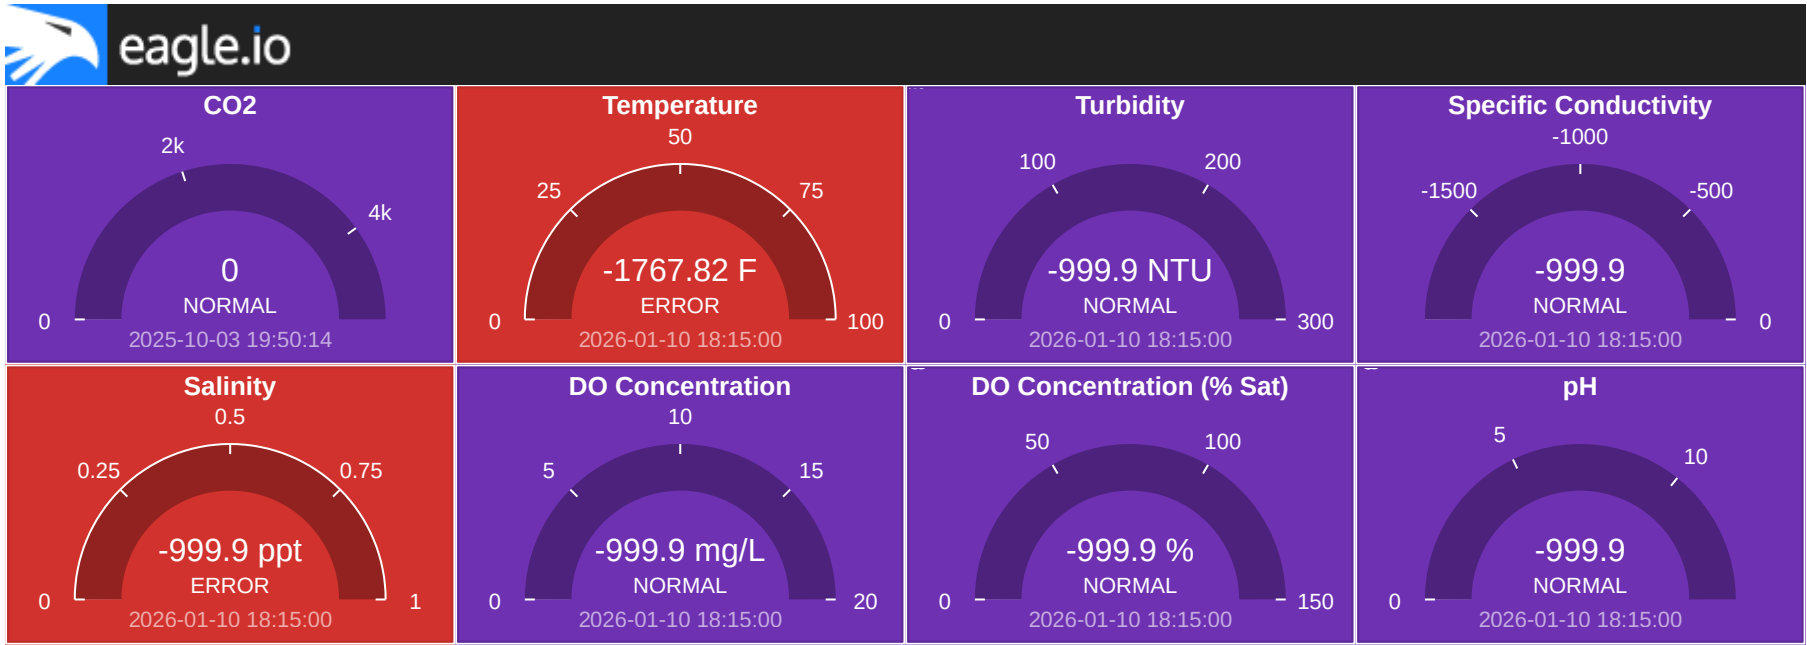 eagle.io
CO2
2k
4k
0
0
NORMAL
2025-10-03 19:50:14
Temperature
50
25
75
-1767.82 F
ERROR
0
100
2026-01-10 18:15:00
Turbidity
100
200
-999.9 NTU
NORMAL
0
300
2026-01-10 18:15:00
Specific Conductivity
-1000
-1500
-500
-999.9
NORMAL
0
2026-01-10 18:15:00
Salinity
0.5
0.25
0.75
-999.9 ppt
ERROR
0
1
2026-01-10 18:15:00
DO Concentration
10
5
15
-999.9 mg/L
NORMAL
0
20
2026-01-10 18:15:00
DO Concentration (% Sat)
50
100
-999.9 %
NORMAL
0
150
2026-01-10 18:15:00
pH
5
10
-999.9
NORMAL
0
2026-01-10 18:15:00